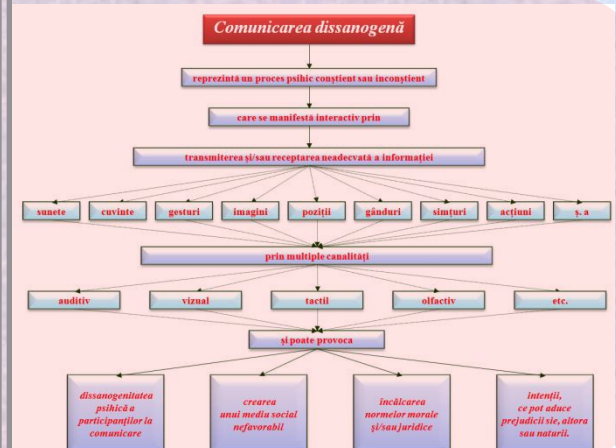 Comunicarea dissanogenă
reprezintă un proces psihic conștient sau inconștient
care se manifestă interactiv prin
transmiterea și/sau receptarea neadecvată a informației
sunete cuvinte gesturi imagini poziții gânduri simțuri acțiuni ș. a
prin multiple canalități
auditiv vizual tactil olfactiv etc.
și poate provoca
dissanogenitatea
psihică a
participanților la
comunicare
crearea
unui mediu social
nefavorabil
încălcarea
normelor morale
și/sau juridice
intenții,
ce pot aduce
prejudicii sie, altora
sau naturii.